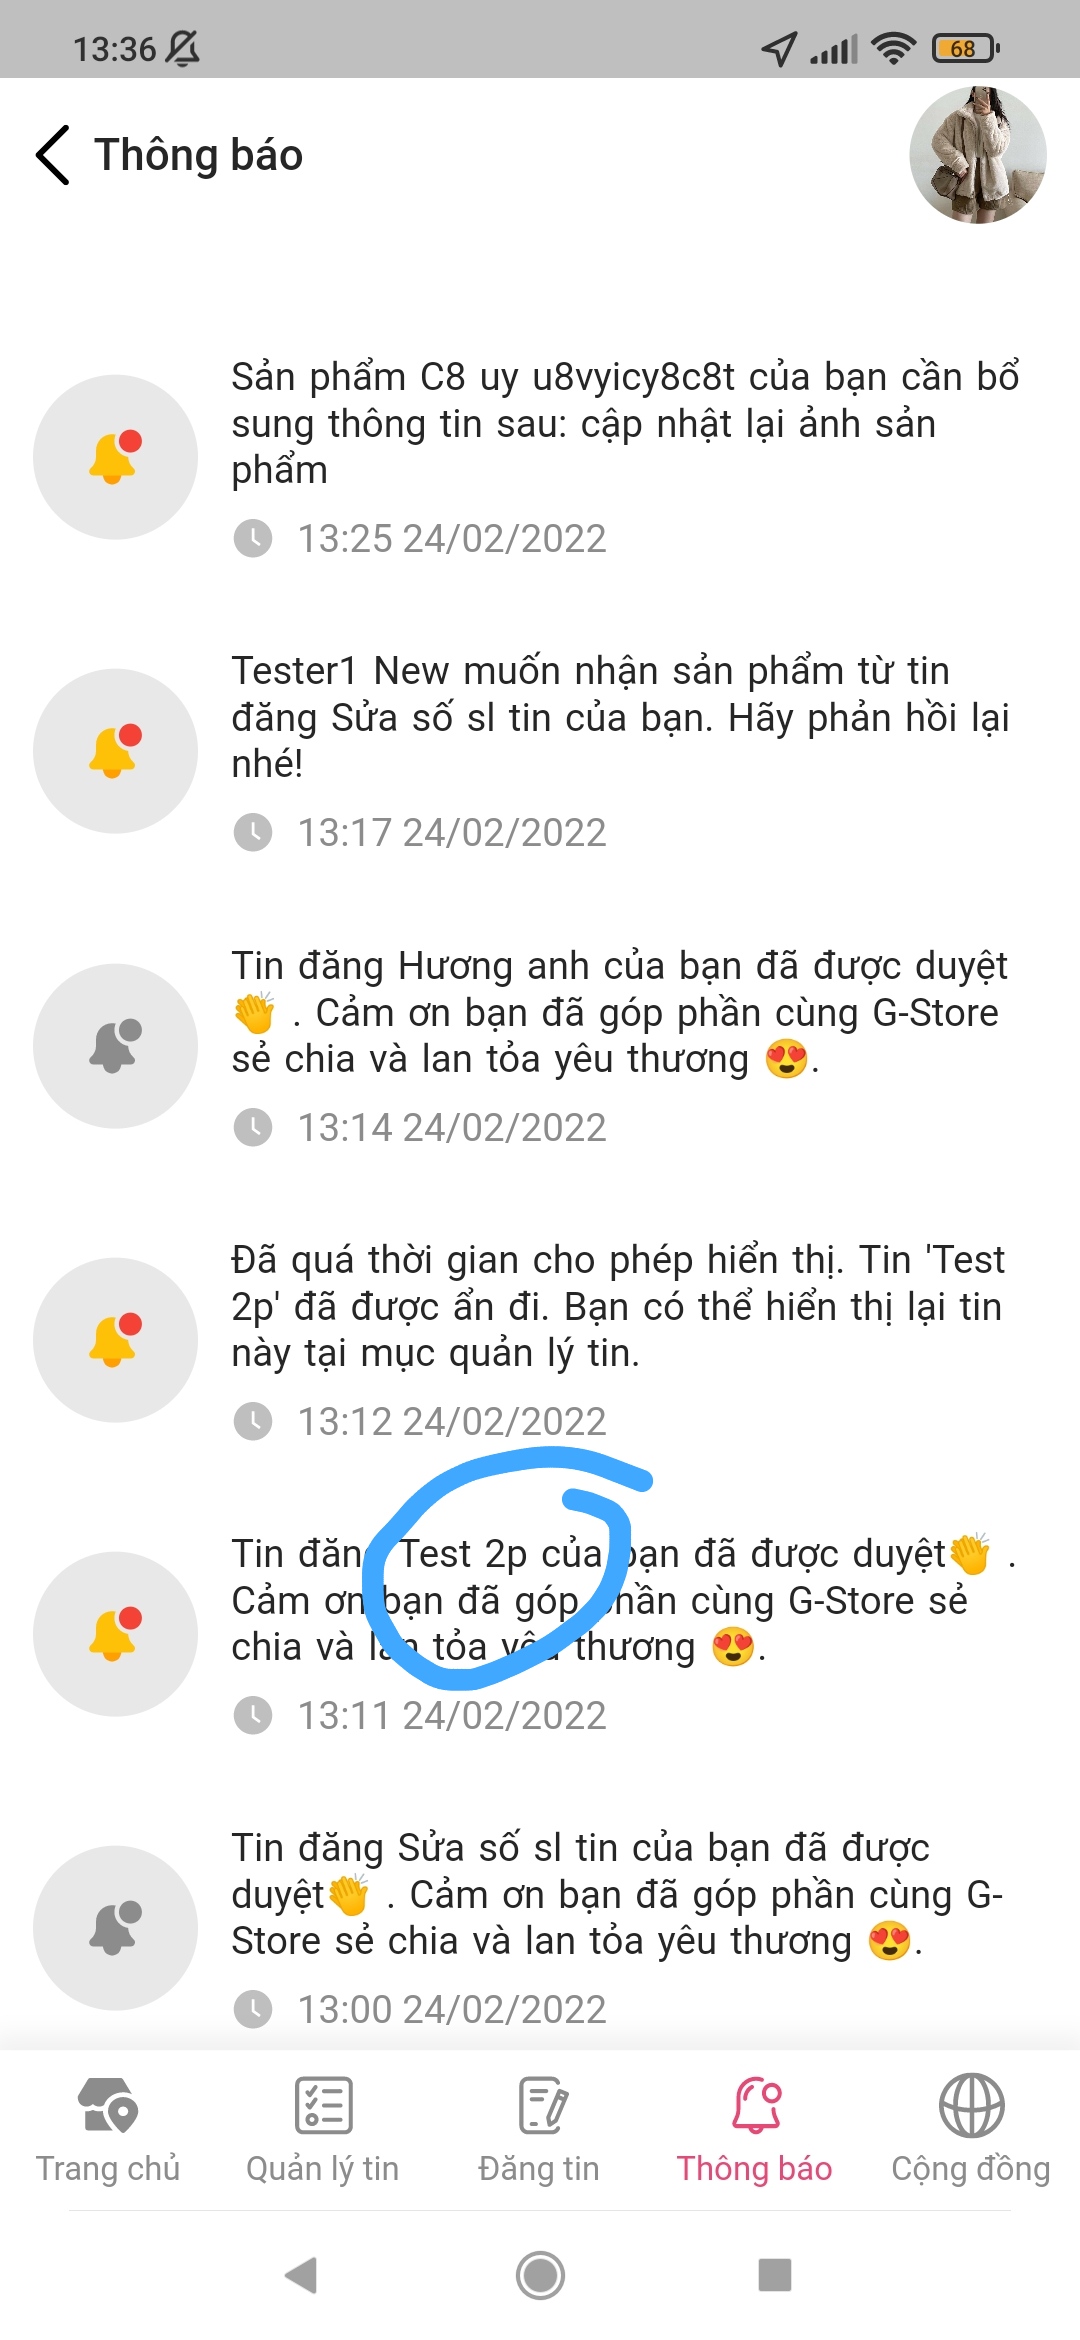 13:36
68
Thông báo
Sản phẩm C8 uy u8vyicy8c8t của bạn cần bổ
sung thông tin sau: cập nhật lại ảnh sản
phẩm
13:25 24/02/2022
Tester1 New muốn nhận sản phẩm từ tin
đăng Sửa số sl tin của bạn. Hãy phản hồi lại
nhé!
13:17 24/02/2022
Tin đăng Hương anh của bạn đã được duyệt
👏 . Cảm ơn bạn đã góp phần cùng G-Store
sẻ chia và lan tỏa yêu thương 😍.
13:14 24/02/2022
Đã quá thời gian cho phép hiển thị. Tin 'Test
2p' đã được ẩn đi. Bạn có thể hiển thị lại tin
này tại mục quản lý tin.
13:12 24/02/2022
Tin đăng Test 2p của bạn đã được duyệt👏 .
Cảm ơn bạn đã góp phần cùng G-Store sẻ
chia và lan tỏa yêu thương 😍.
13:11 24/02/2022
Tin đăng Sửa số sl tin của bạn đã được
duyệt👏 . Cảm ơn bạn đã góp phần cùng G-
Store sẻ chia và lan tỏa yêu thương 😍.
13:00 24/02/2022
Trang chủ
Quản lý tin
Đăng tin
Thông báo
Cộng đồng